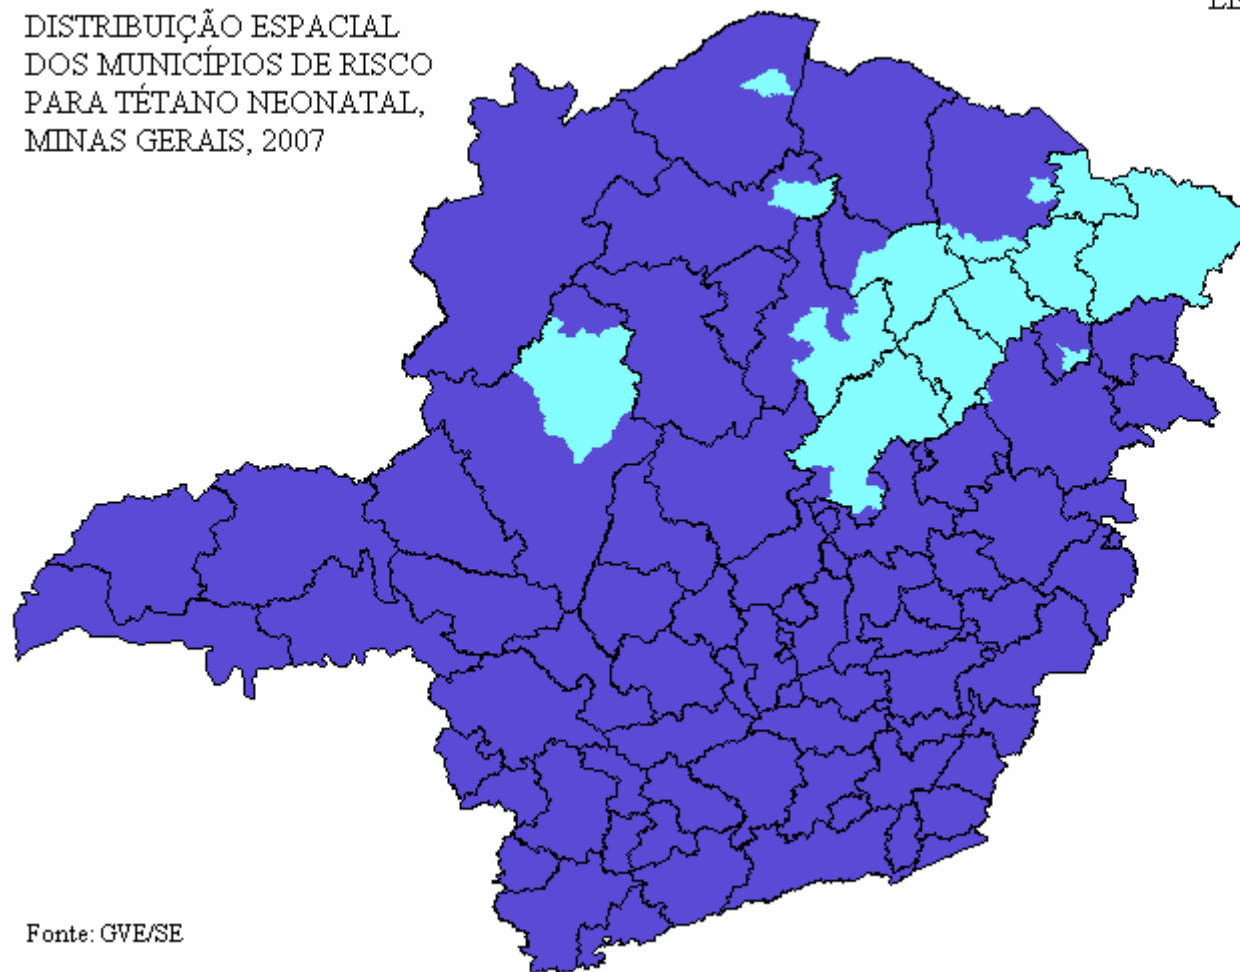 DISTRIBUIÇÃO ESPACIAL
DOS MUNICÍPIOS DE RISCO
PARA TÉTANO NEONATAL,
MINAS GERAIS, 2007
Fonte: GVE/SE